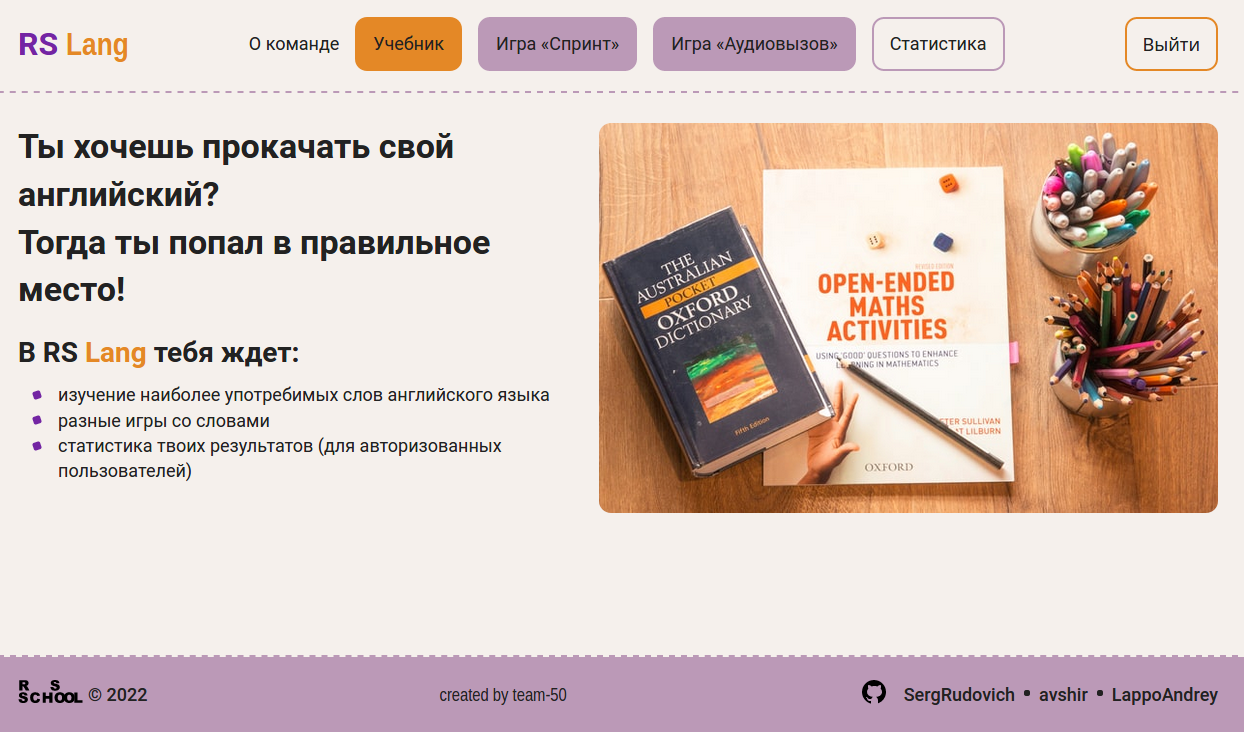 RS Lang
О команде
Учебник
Игра «Спринт»
Игра «Аудиовызов»
Статистика
Выйти
Ты хочешь прокачать свой
английский?
Тогда ты попал в правильное
место!
В RS Lang тебя ждет:
изучение наиболее употребимых слов английского языка
разные игры со словами
статистика твоих результатов (для авторизованных
пользователей)
THE
AUSTRALIAN
POCKET
OXFORD
DICTIONARY
Fifth Edition
REVISED EDITION
OPEN-ENDED
MATHS
ACTIVITIES
USING 'GOOD' QUESTIONS TO ENHANCE
LEARNING IN MATHEMATICS
SULLIVAN
LILBURN
OXFORD
RS
SCHOOL © 2022
created by team-50
SergRudovich • avshir • LappoAndrey